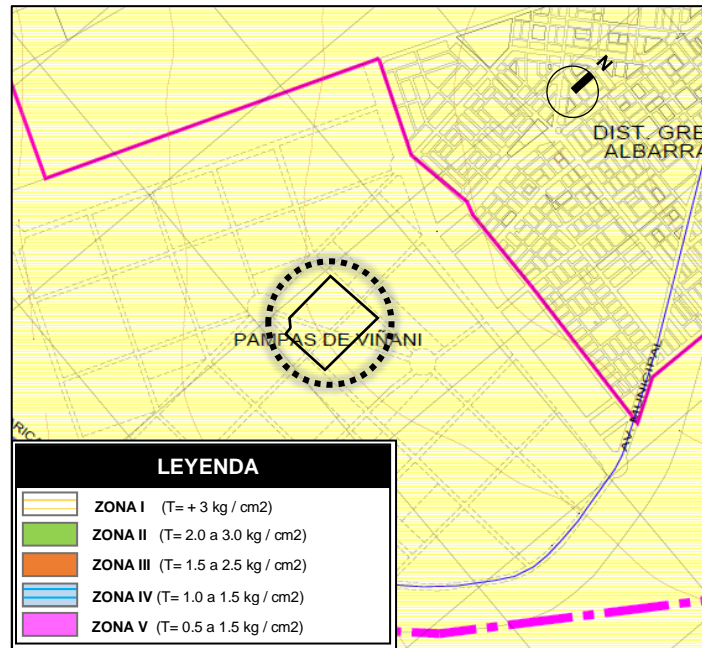 N
DIST. GRE
ALBARRA
PAMPAS DE VIÑANI
AV. MUNICIPAL
RICA
LEYENDA
ZONA I (T= + 3 kg / cm2)
ZONA II (T= 2.0 a 3.0 kg / cm2)
ZONA III (T= 1.5 a 2.5 kg / cm2)
ZONA IV (T= 1.0 a 1.5 kg / cm2)
ZONA V (T= 0.5 a 1.5 kg / cm2)